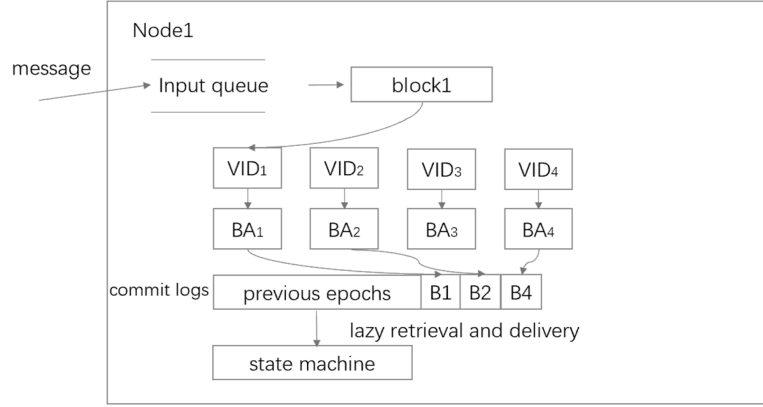 Node1
message
Input queue
block1
VID1
VID2
VID3
VID4
BA1
BA2
BA3
BA4
commit logs
previous epochs
B1
B2
B4
lazy retrieval and delivery
state machine